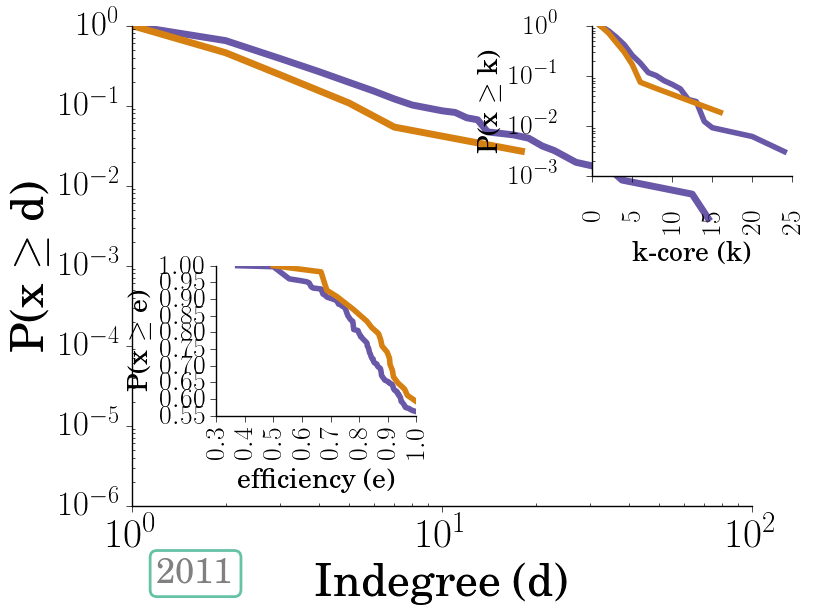 10^0
10^-1
10^-2
10^-3
10^-4
10^-5
10^-6
P(x ≥ d)
10^0 10^1 10^2
Indegree (d)
2011
10^0
10^-1
10^-2
10^-3
P(x ≥ k)
0 5 10 15 20 25
k-core (k)
1.00
0.95
0.90
0.85
0.80
0.75
0.70
0.65
0.60
0.55
P(x ≥ e)
0.3 0.4 0.5 0.6 0.7 0.8 0.9 1.0
efficiency (e)